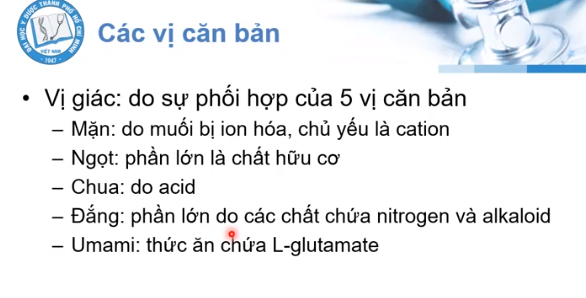 ĐẠI HỌC Y DƯỢC THÀNH PHỐ HỒ CHÍ MINH
VIỆT NAM
1947
Các vị căn bản
• Vị giác: do sự phối hợp của 5 vị căn bản
– Mặn: do muối bị ion hóa, chủ yếu là cation
– Ngọt: phần lớn là chất hữu cơ
– Chua: do acid
– Đắng: phần lớn do các chất chứa nitrogen và alkaloid
– Umami: thức ăn chứa L-glutamate